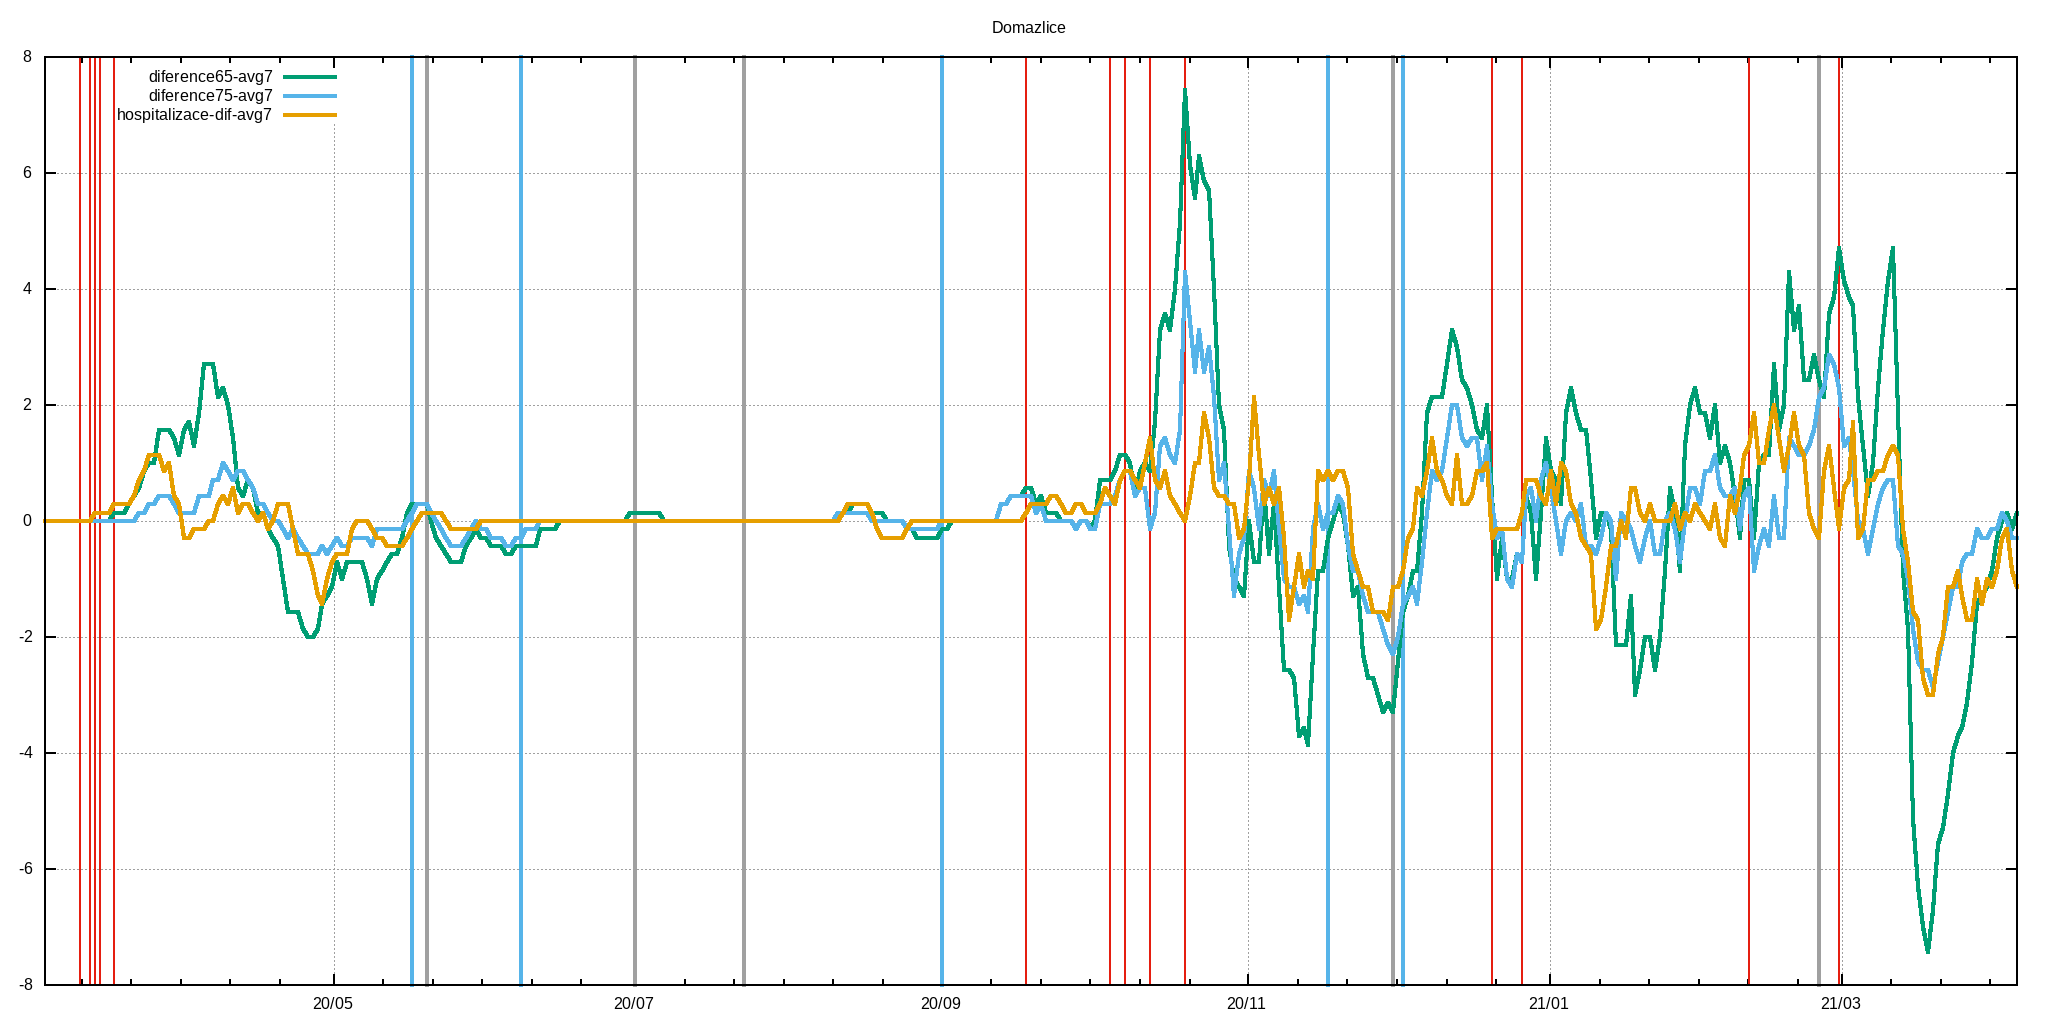 Domazlice
diference65-avg7
diference75-avg7
hospitalizace-dif-avg7
8
6
4
2
0
-2
-4
-6
-8
20/05 20/07 20/09 20/11 21/01 21/03